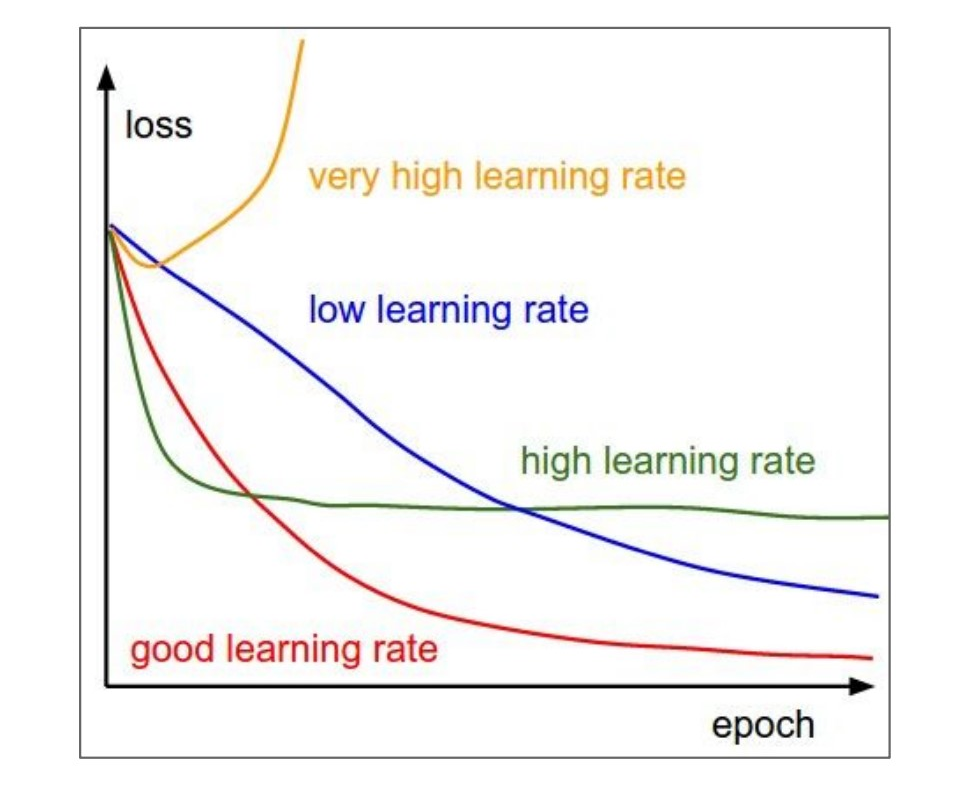 loss
very high learning rate
low learning rate
high learning rate
good learning rate
epoch